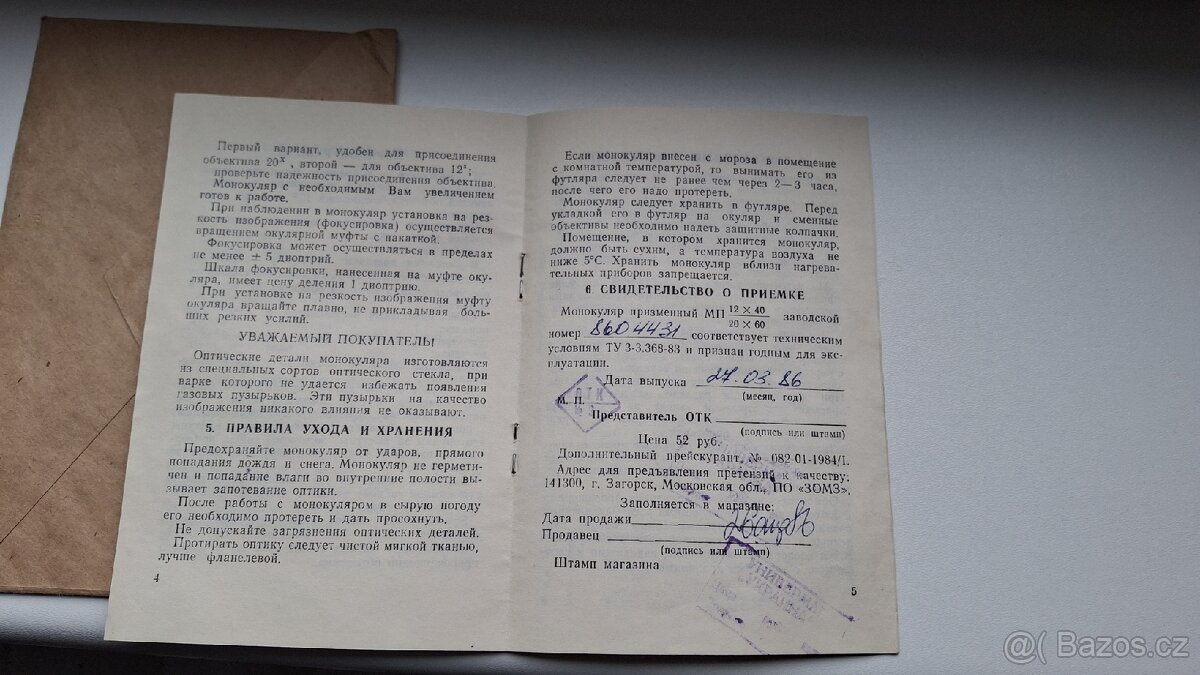 Первый вариант, удобен для присоединения
объектива 20ˣ, второй — для объектива 12ˣ;
проверьте надежность присоединения объектива.
Монокуляр с необходимым Вам увеличением
готов к работе.
При наблюдении в монокуляр установка на рез-
кость изображения (фокусировка) осуществляется
вращением окулярной муфты с накаткой.
Фокусировка может осуществляться в пределах
не менее ± 5 диоптрий.
Шкала фокусировки, нанесенная на муфте оку-
ляра, имеет цену деления 1 диоптрию.
При установке на резкость изображения муфту
окуляра вращайте плавно, не прикладывая боль-
ших резких усилий.
УВАЖАЕМЫЙ ПОКУПАТЕЛЬ!
Оптические детали монокуляра изготовляются
из специальных сортов оптического стекла, при
варке которого не удается избежать появления
газовых пузырьков. Эти пузырьки на качество
изображения никакого влияния не оказывают.
5. ПРАВИЛА УХОДА И ХРАНЕНИЯ
Предохраняйте монокуляр от ударов, прямого
попадания дождя и снега. Монокуляр не гермети-
чен и попадание влаги во внутренние полости вы-
зывает запотевание оптики.
После работы с монокуляром в сырую погоду
его необходимо протереть и дать просохнуть.
Не допускайте загрязнения оптических деталей.
Протирать оптику следует чистой мягкой тканью,
лучше фланелевой.
4
Если монокуляр внесен с мороза в помещение
с комнатной температурой, то вынимать его из
футляра следует не ранее чем через 2—3 часа,
после чего его надо протереть.
Монокуляр следует хранить в футляре. Перед
укладкой его в футляр на окуляр и сменные
объективы необходимо надеть защитные колпачки.
Помещение, в котором хранится монокуляр,
должно быть сухим, а температура воздуха не
ниже 5°С. Хранить монокуляр вблизи нагрева-
тельных приборов запрещается.
6. СВИДЕТЕЛЬСТВО О ПРИЕМКЕ
Монокуляр призменный МП 12 × 40 / 20 × 60 заводской
номер 8604431 соответствует техническим
условиям ТУ 3-3.368-83 и признан годным для экс-
плуатации.
Дата выпуска 27.03.86
(месяц, год)
ОТК
М. П.
Представитель ОТК
(подпись или штамп)
Цена 52 руб.
Дополнительный прейскурант, № 082-01-1984/1.
Адрес для предъявления претензий к качеству:
141300, г. Загорск, Московская обл., ПО «ЗОМЗ».
Заполняется в магазине:
Дата продажи
Продавец
(подпись или штамп)
Штамп магазина
УНИВЕРМАГ
УКРАИНА
5
Bazos.cz